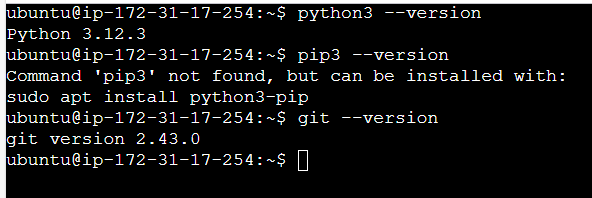 ubuntu@ip-172-31-17-254:~$ python3 --version
Python 3.12.3
ubuntu@ip-172-31-17-254:~$ pip3 --version
Command 'pip3' not found, but can be installed with:
sudo apt install python3-pip
ubuntu@ip-172-31-17-254:~$ git --version
git version 2.43.0
ubuntu@ip-172-31-17-254:~$